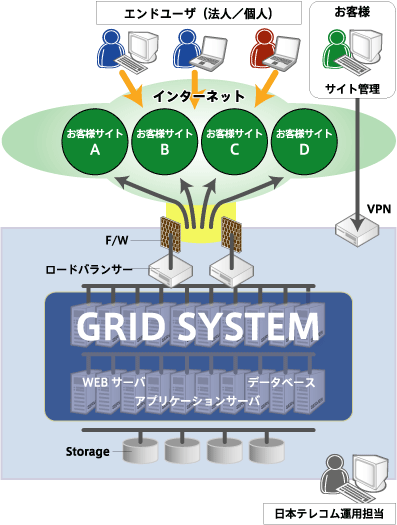 エンドユーザ（法人／個人）
お客様
サイト管理
インターネット
お客様サイト
A
お客様サイト
B
お客様サイト
C
お客様サイト
D
VPN
F/W
ロードバランサー
GRID SYSTEM
WEB サーバ
データベース
アプリケーションサーバ
Storage
日本テレコム運用担当